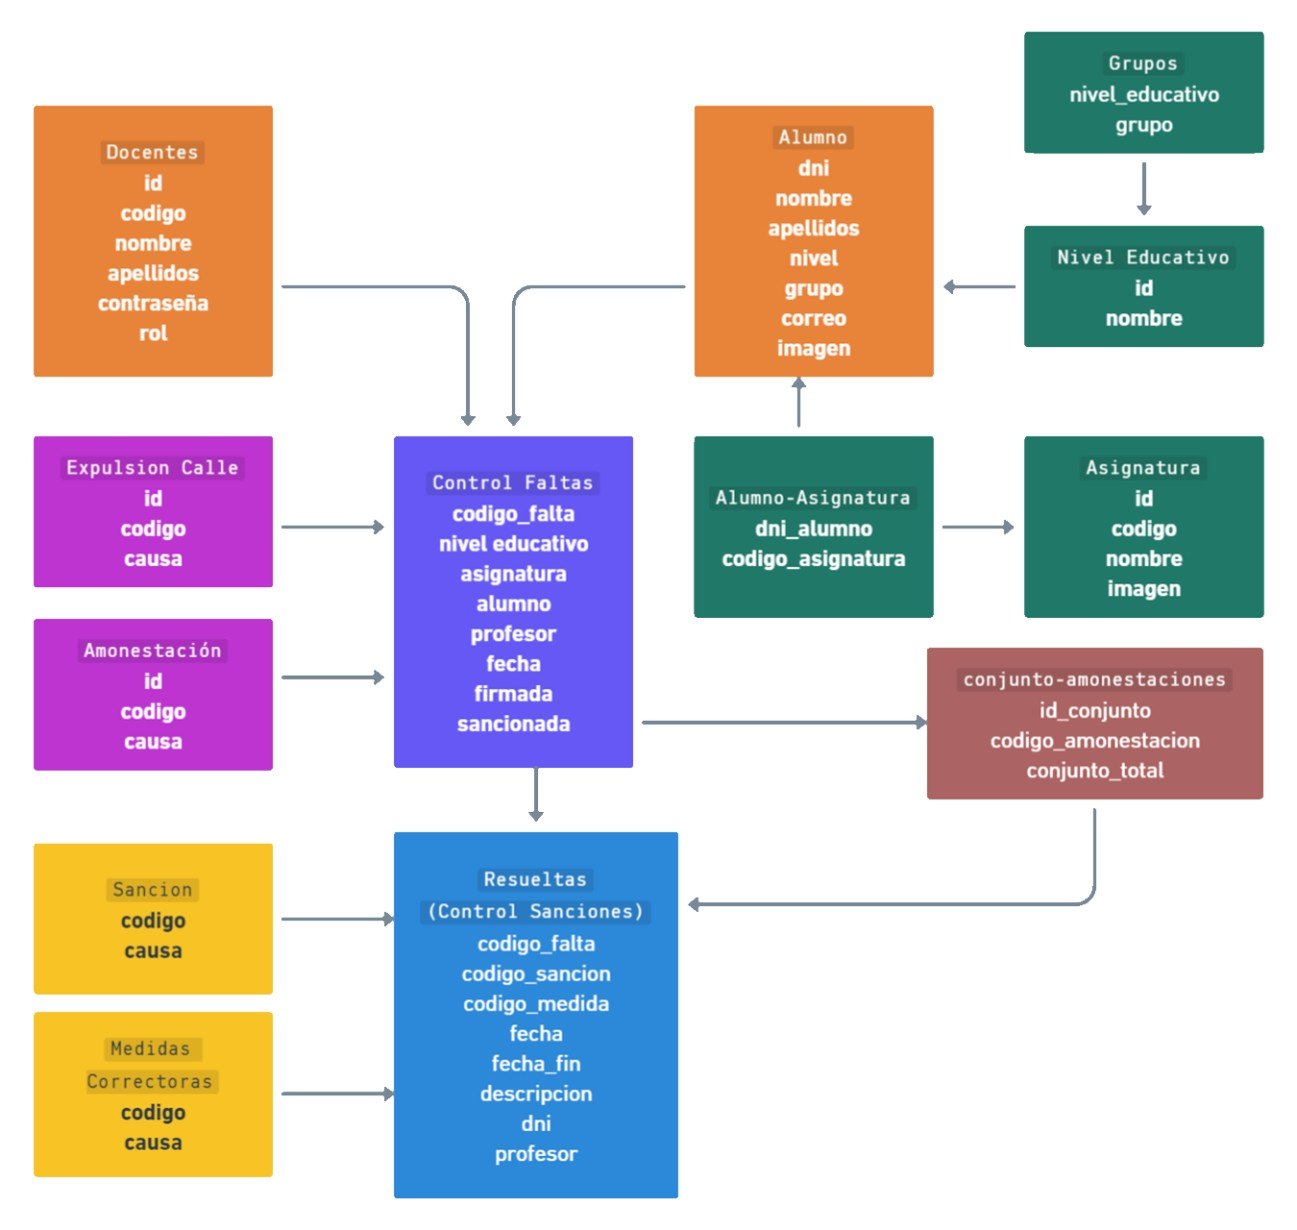 Grupos
nivel_educativo
grupo
Docentes
id
codigo
nombre
apellidos
contraseña
rol
Alumno
dni
nombre
apellidos
nivel
grupo
correo
imagen
Nivel Educativo
id
nombre
Expulsion Calle
id
codigo
causa
Amonestación
id
codigo
causa
Control Faltas
codigo_falta
nivel educativo
asignatura
alumno
profesor
fecha
firmada
sancionada
Alumno-Asignatura
dni_alumno
codigo_asignatura
Asignatura
id
codigo
nombre
imagen
conjunto-amonestaciones
id_conjunto
codigo_amonestacion
conjunto_total
Sancion
codigo
causa
Medidas
Correctoras
codigo
causa
Resueltas
(Control Sanciones)
codigo_falta
codigo_sancion
codigo_medida
fecha
fecha_fin
descripcion
dni
profesor